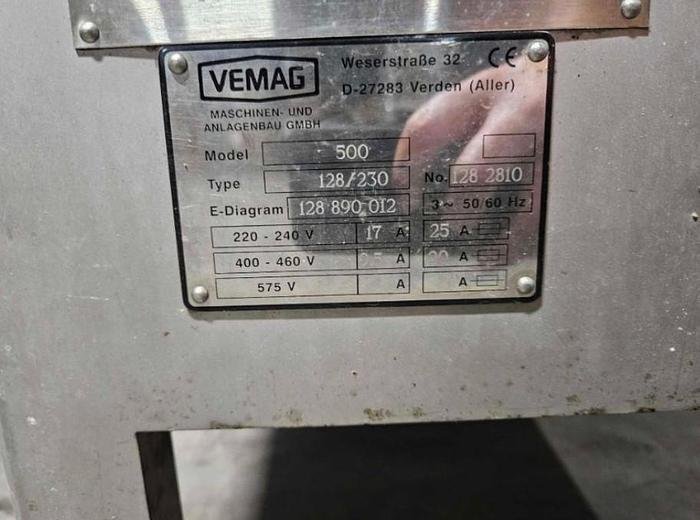 VEMAG
Weserstraße 32 CE
D-27283 Verden (Aller)
MASCHINEN- UND
ANLAGENBAU GMBH
Model 500
Type 128/230 No. 128 2810
E-Diagram 128 890 012 3~ 50/60 Hz
220 - 240 V 17 A 25 A
400 - 460 V A A
575 V A A